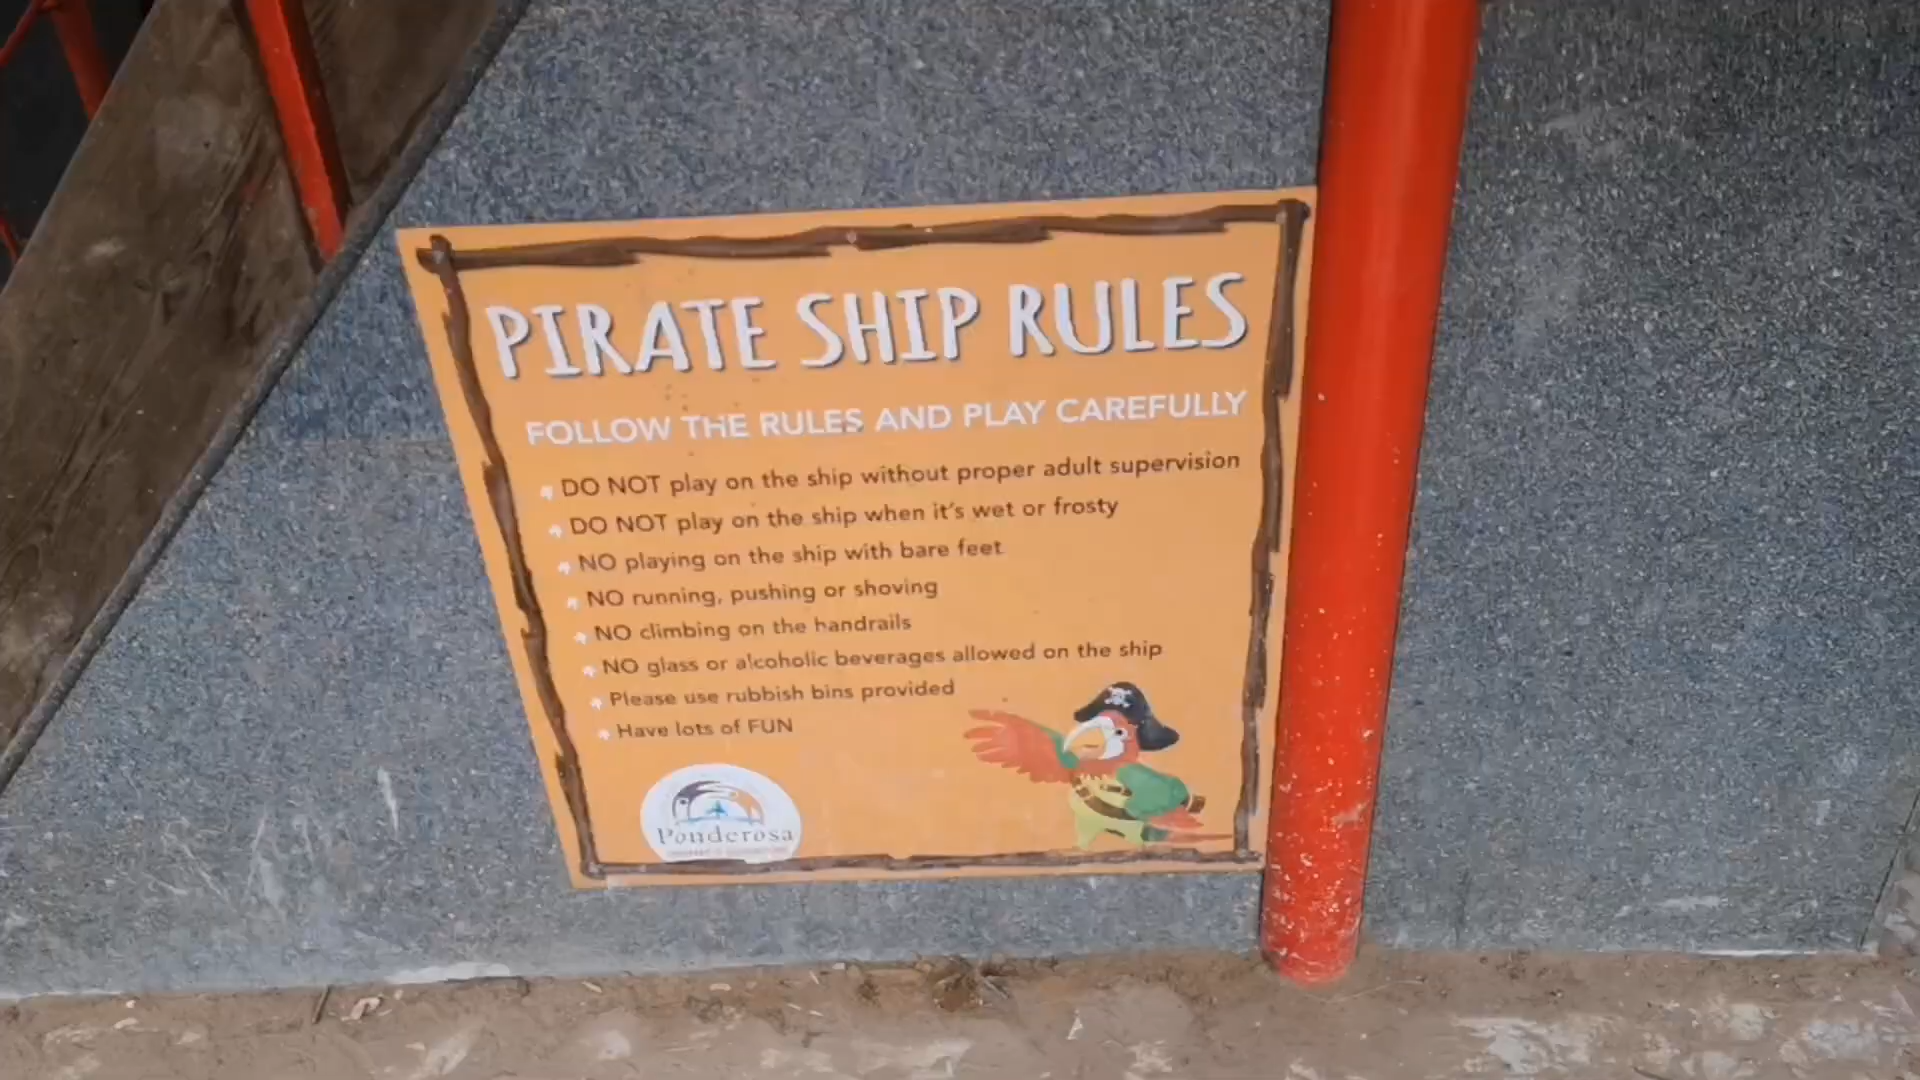 PIRATE SHIP RULES
FOLLOW THE RULES AND PLAY CAREFULLY
DO NOT play on the ship without proper adult supervision
DO NOT play on the ship when it's wet or frosty
NO playing on the ship with bare feet
NO running, pushing or shoving
NO climbing on the handrails
NO glass or alcoholic beverages allowed on the ship
Please use rubbish bins provided
Have lots of FUN
Ponderosa